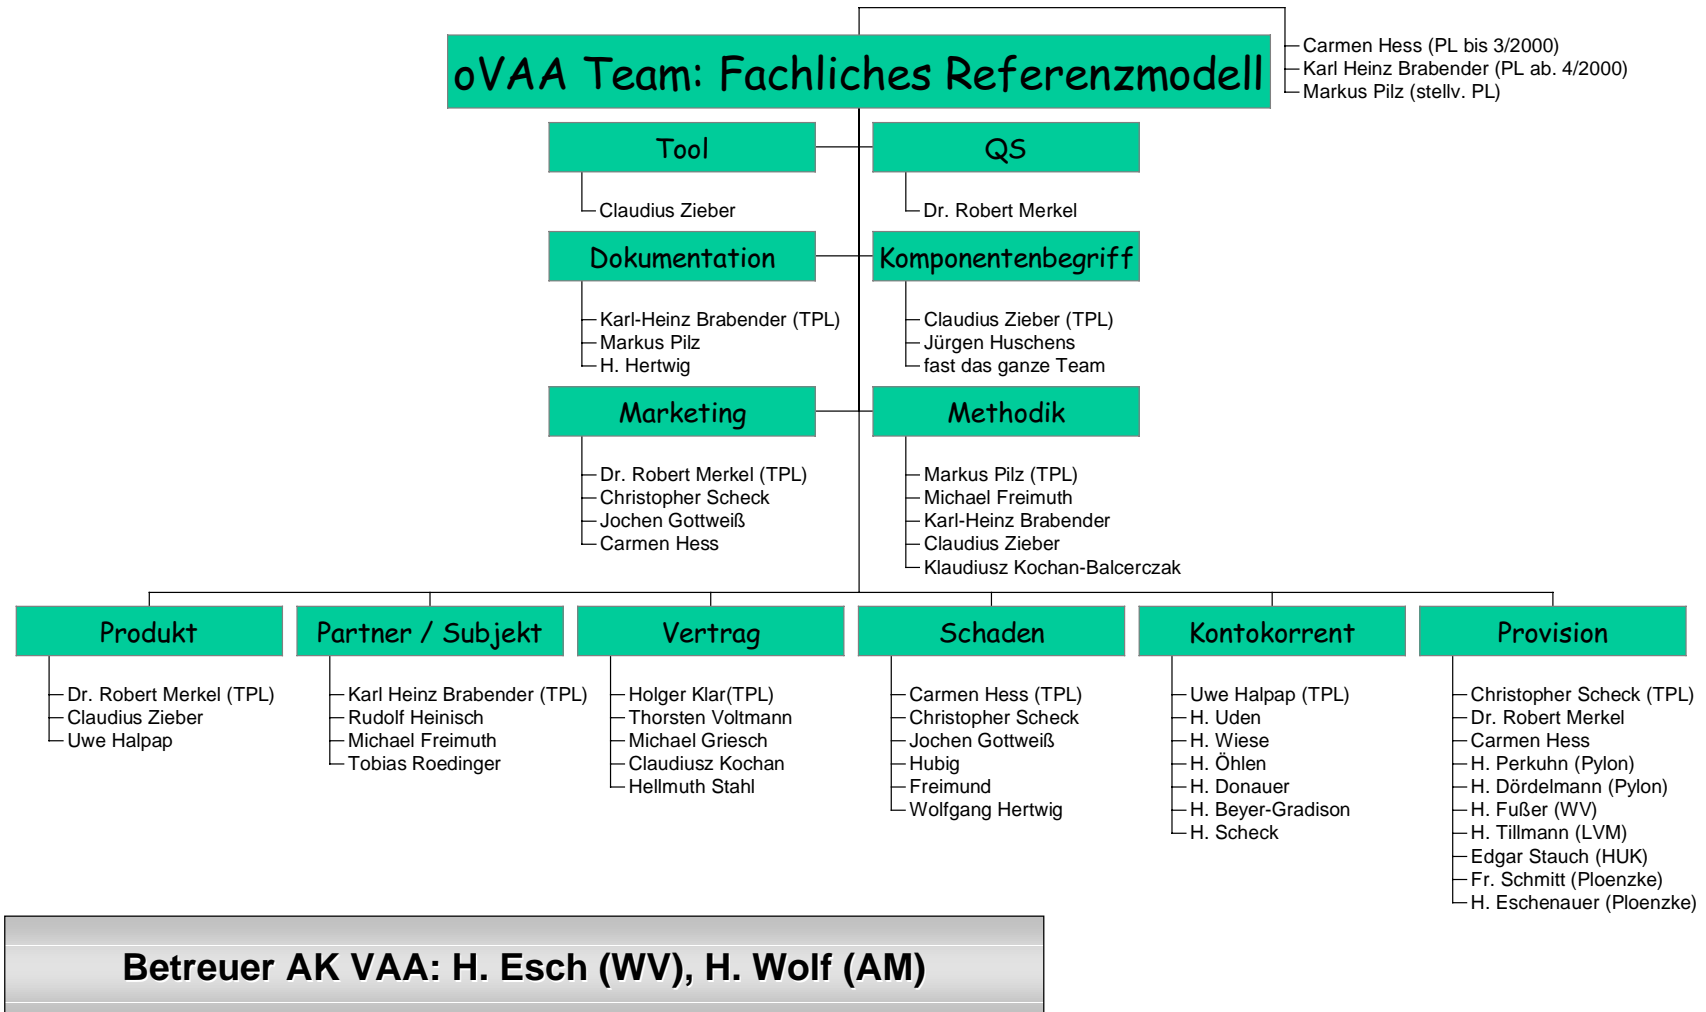 oVAA Team: Fachliches Referenzmodell
Carmen Hess (PL bis 3/2000)
Karl Heinz Brabender (PL ab. 4/2000)
Markus Pilz (stellv. PL)
Tool
Claudius Zieber
QS
Dr. Robert Merkel
Dokumentation
Karl-Heinz Brabender (TPL)
Markus Pilz
H. Hertwig
Komponentenbegriff
Claudius Zieber (TPL)
Jürgen Huschens
fast das ganze Team
Marketing
Dr. Robert Merkel (TPL)
Christopher Scheck
Jochen Gottweiß
Carmen Hess
Methodik
Markus Pilz (TPL)
Michael Freimuth
Karl-Heinz Brabender
Claudius Zieber
Klaudiusz Kochan-Balcerczak
Produkt
Dr. Robert Merkel (TPL)
Claudius Zieber
Uwe Halpap
Partner / Subjekt
Karl Heinz Brabender (TPL)
Rudolf Heinisch
Michael Freimuth
Tobias Roedinger
Vertrag
Holger Klar(TPL)
Thorsten Voltmann
Michael Griesch
Claudiusz Kochan
Hellmuth Stahl
Schaden
Carmen Hess (TPL)
Christopher Scheck
Jochen Gottweiß
Hubig
Freimund
Wolfgang Hertwig
Kontokorrent
Uwe Halpap (TPL)
H. Uden
H. Wiese
H. Öhlen
H. Donauer
H. Beyer-Gradison
H. Scheck
Provision
Christopher Scheck (TPL)
Dr. Robert Merkel
Carmen Hess
H. Perkuhn (Pylon)
H. Dördelmann (Pylon)
H. Fußer (WV)
H. Tillmann (LVM)
Edgar Stauch (HUK)
Fr. Schmitt (Ploenzke)
H. Eschenauer (Ploenzke)
Betreuer AK VAA: H. Esch (WV), H. Wolf (AM)